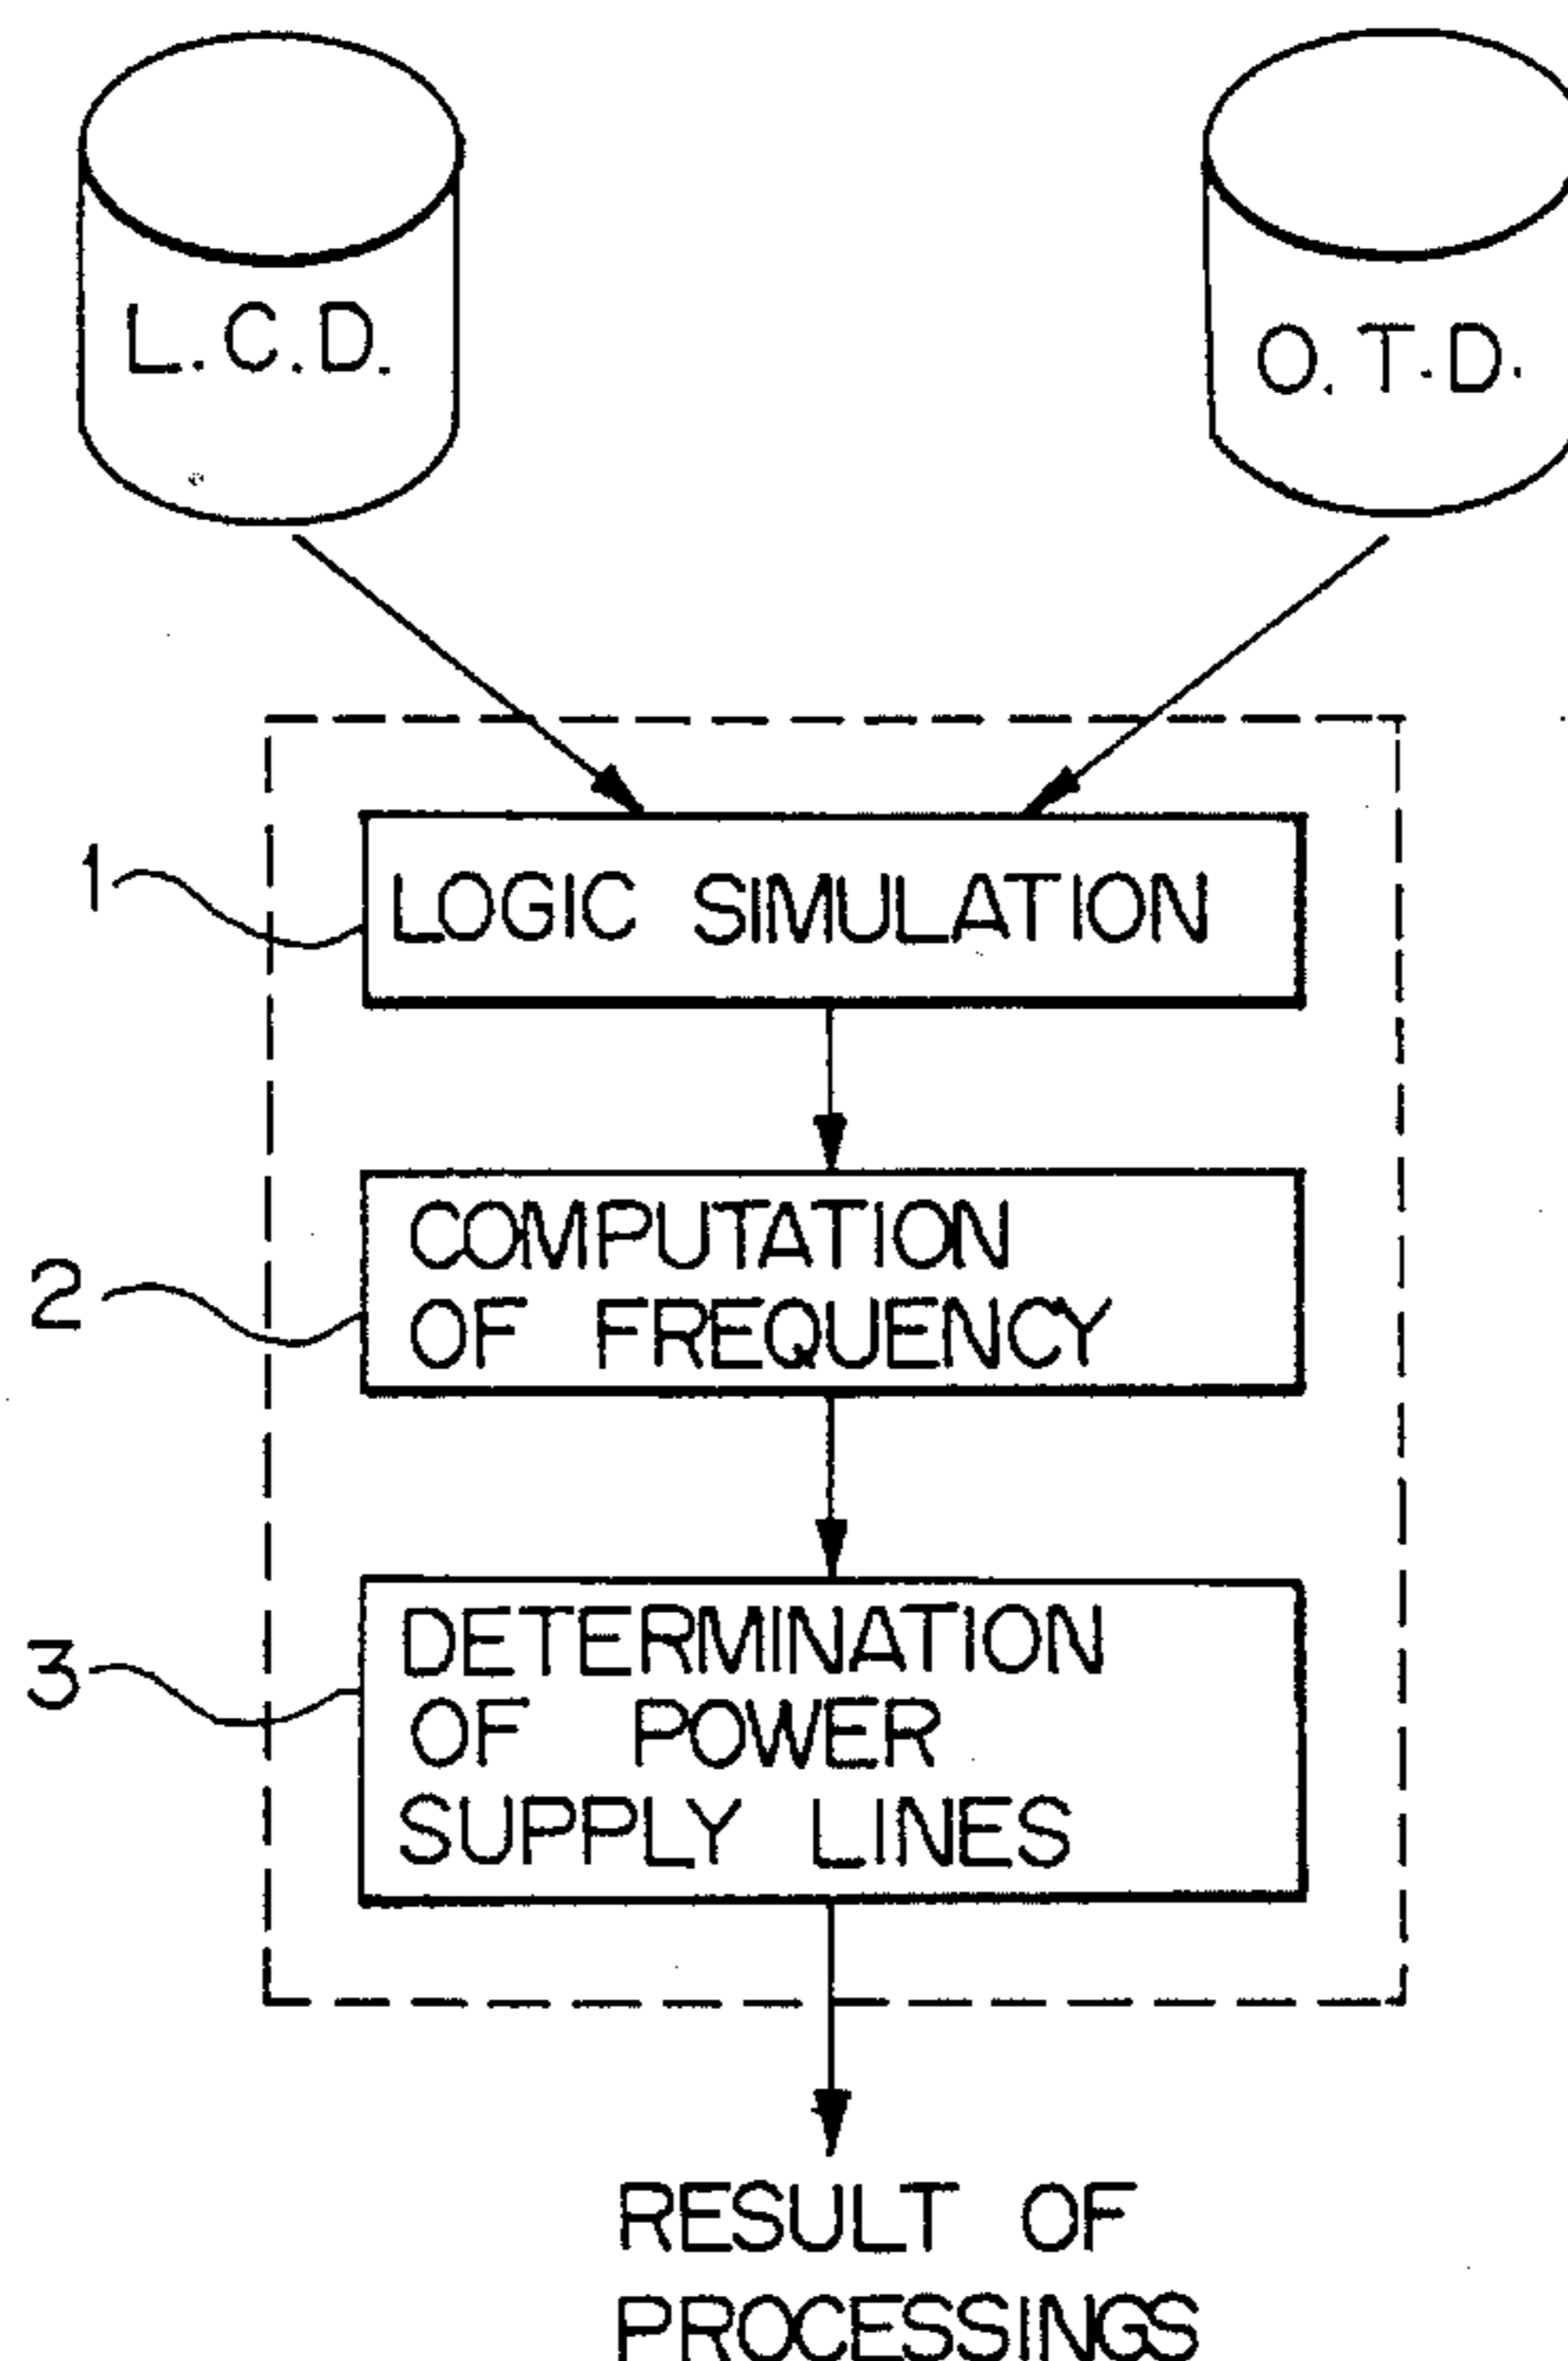 L.C.D.
O.T.D.
1
LOGIC SIMULATION
2
COMPUTATION
OF FREQUENCY
3
DETERMINATION
OF POWER
SUPPLY LINES
RESULT OF
PROCESSINGS